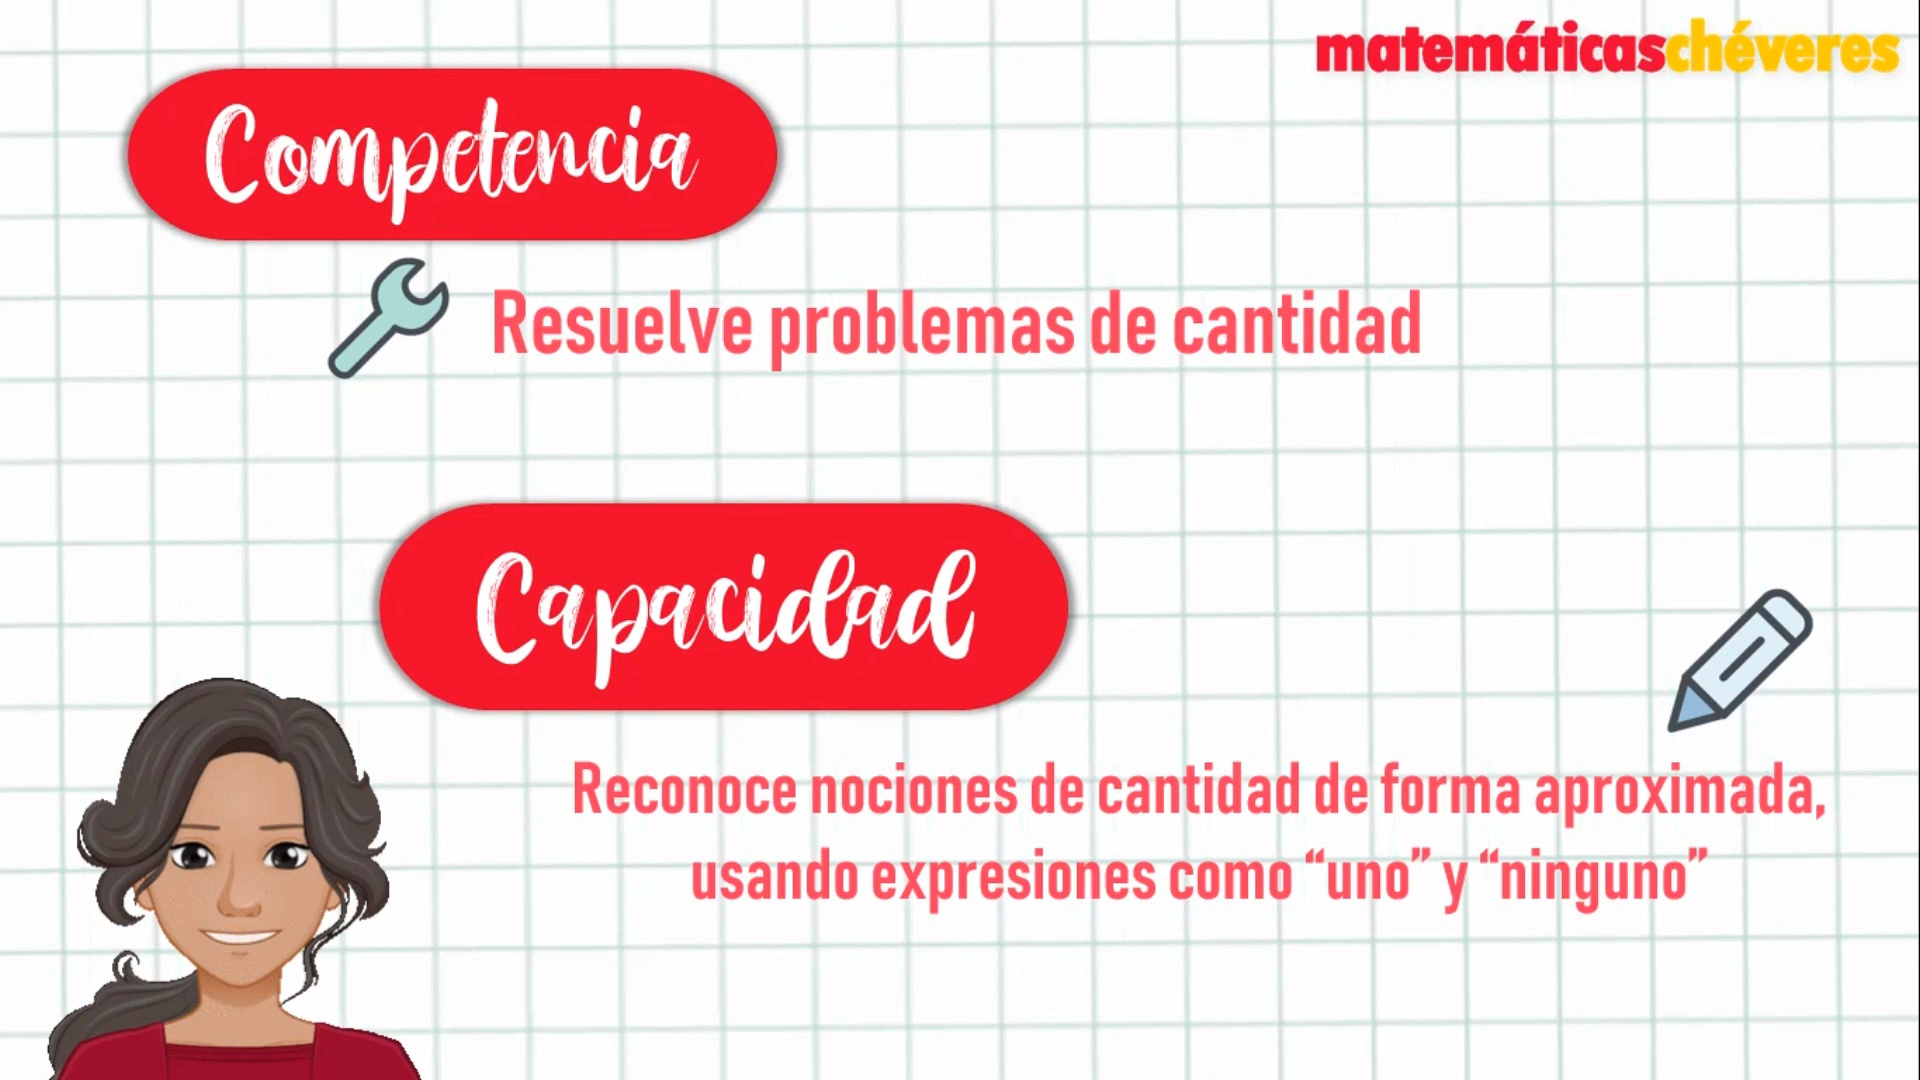 matemáticaschéveres
Competencia
Resuelve problemas de cantidad
Capacidad
Reconoce nociones de cantidad de forma aproximada,
usando expresiones como “uno” y “ninguno”